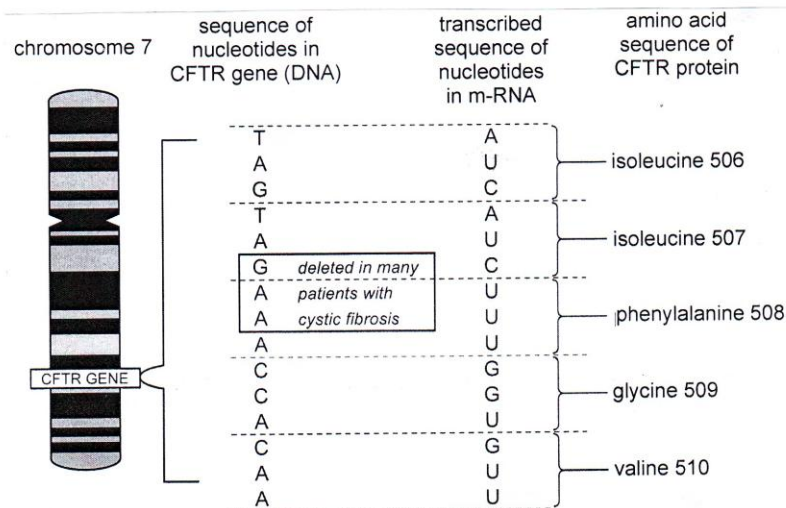 chromosome 7
sequence of
nucleotides in
CFTR gene (DNA)
transcribed
sequence of
nucleotides
in m-RNA
amino acid
sequence of
CFTR protein
T A
A U
G C
isoleucine 506
T A
A U
G deleted in many C
isoleucine 507
A patients with U
A cystic fibrosis U
A U
phenylalanine 508
C G
C G
A U
glycine 509
C G
A U
A U
valine 510
CFTR GENE